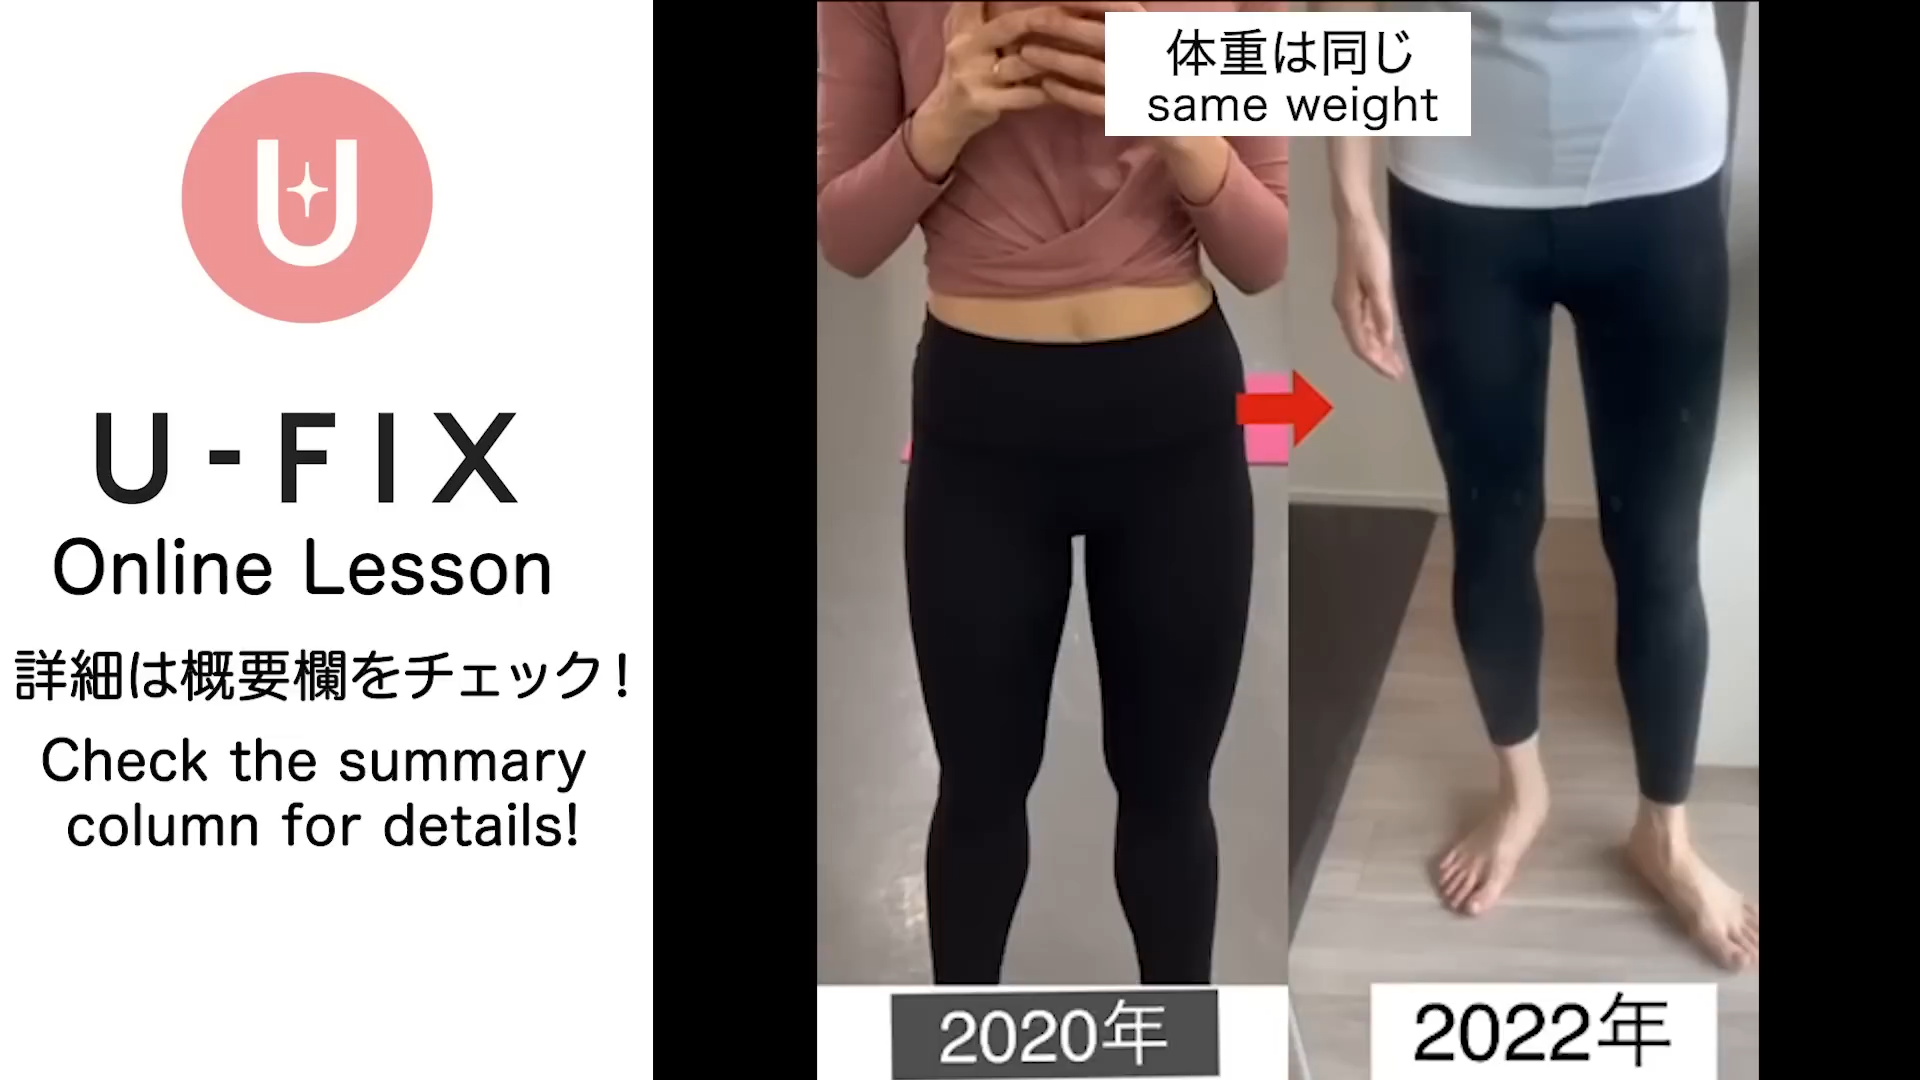 U
U-FIX
Online Lesson
詳細は概要欄をチェック!
Check the summary
column for details!
体重は同じ
same weight
2020年
2022年